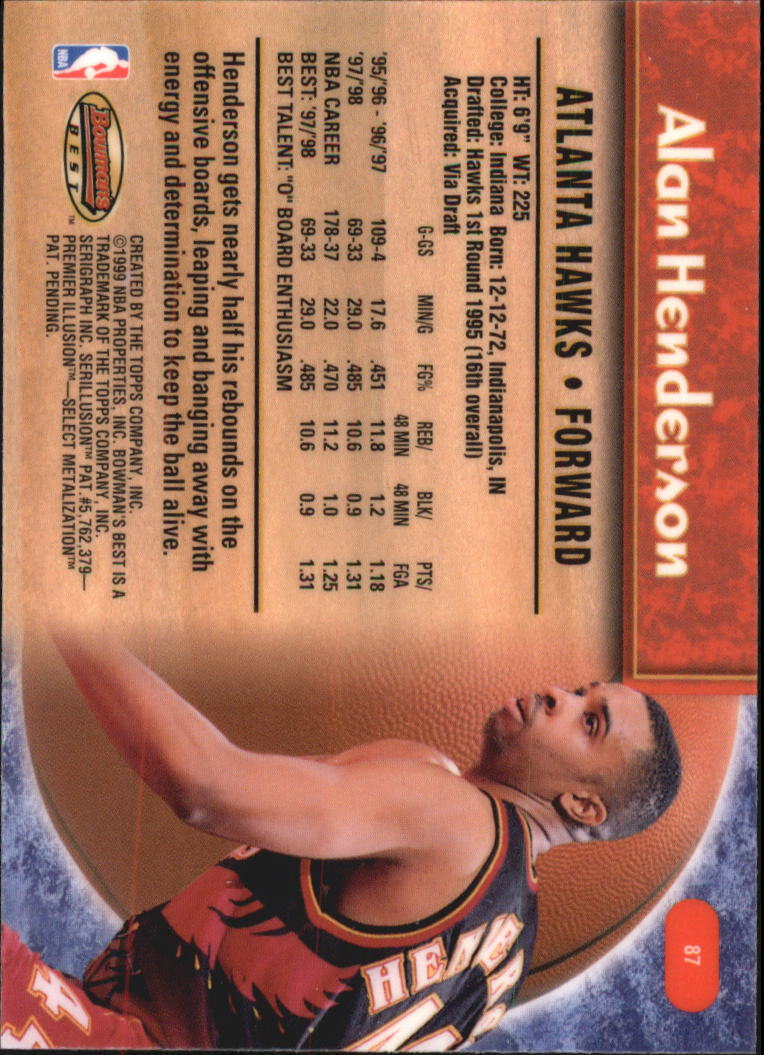 Alan Henderson
87
ATLANTA HAWKS • FORWARD
HT: 6'9" WT: 225
College: Indiana Born: 12-12-72, Indianapolis, IN
Drafted: Hawks 1st Round 1995 (16th overall)
Acquired: Via Draft
G-GS MIN/G FG% REB/ 48 MIN BLK/ 48 MIN PTS/ FGA
'95/'96 - '96/'97 109-4 17.6 .451 11.8 1.2 1.18
'97/'98 69-33 29.0 .485 10.6 0.9 1.31
NBA CAREER 178-37 22.0 .470 11.2 1.0 1.25
BEST: '97/'98 69-33 29.0 .485 10.6 0.9 1.31
BEST TALENT: "O" BOARD ENTHUSIASM
Henderson gets nearly half his rebounds on the
offensive boards, leaping and banging away with
energy and determination to keep the ball alive.
NBA
Bowman's
BEST™
CREATED BY THE TOPPS COMPANY, INC.
©1999 NBA PROPERTIES, INC. BOWMAN'S BEST IS A
TRADEMARK OF THE TOPPS COMPANY, INC.
SERIGRAPH INC. SERILLUSION™ PAT.#5,762,379—
PREMIER ILLUSION™—SELECT METALIZATION™
PAT. PENDING.